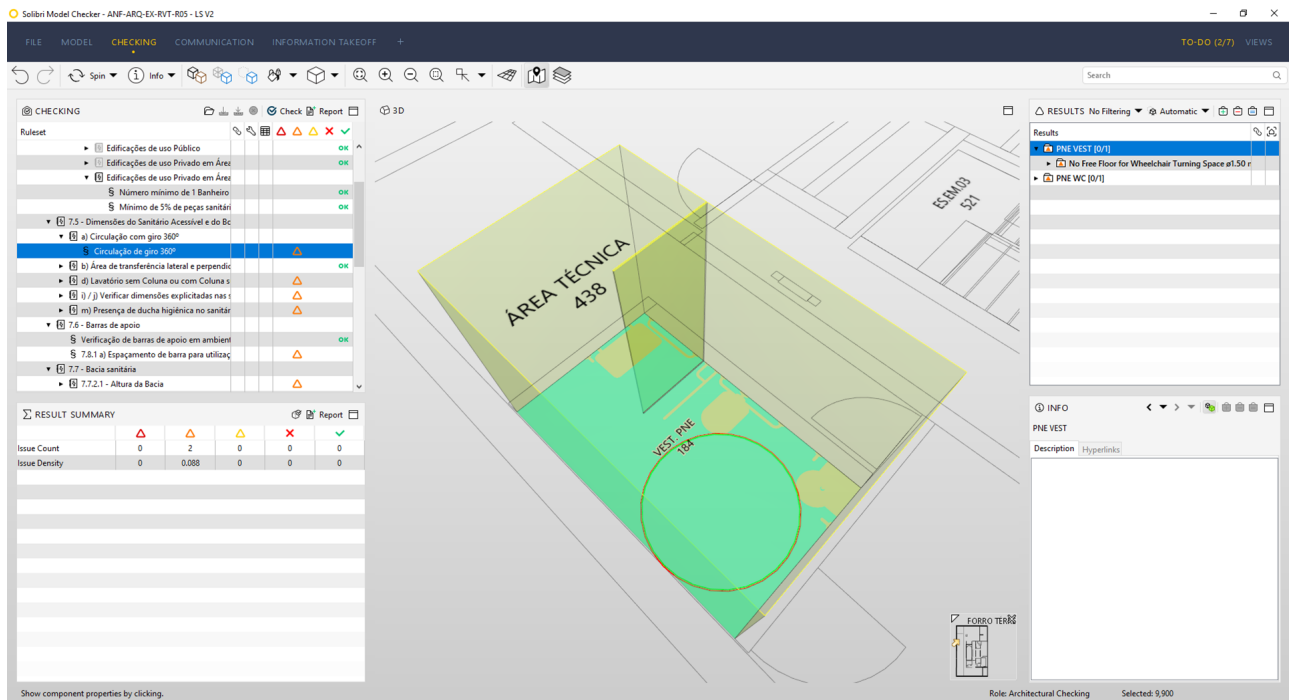 Solibri Model Checker - ANF-ARQ-EX-RVT-R05 - LS V2
FILE MODEL CHECKING COMMUNICATION INFORMATION TAKEOFF + TO-DO (2/7) VIEWS
Spin Info Search
CHECKING Check Report
Ruleset
Edificações de uso Público OK
Edificações de uso Privado em Área OK
Edificações de uso Privado em Área
§ Número mínimo de 1 Banheiro OK
§ Mínimo de 5% de peças sanitári OK
7.5 - Dimensões do Sanitário Acessível e do Bo
a) Circulação com giro 360º
§ Circulação de giro 360º
b) Área de transferência lateral e perpendic OK
d) Lavatório sem Coluna ou com Coluna s
i) / j) Verificar dimensões explicitadas nas s
m) Presença de ducha higiênica no sanitár
7.6 - Barras de apoio
§ Verificação de barras de apoio em ambient OK
§ 7.8.1 a) Espaçamento de barra para utilizaç
7.7 - Bacia sanitária
7.7.2.1 - Altura da Bacia
RESULT SUMMARY Report
Issue Count 0 2 0 0 0
Issue Density 0 0.088 0 0 0
3D
ÁREA TÉCNICA
438
VEST. PNE
184
ES.EM.03
521
FORRO TERR
RESULTS No Filtering Automatic
Results
PNE VEST [0/1]
No Free Floor for Wheelchair Turning Space ø1.50 r
PNE WC [0/1]
INFO
PNE VEST
Description Hyperlinks
Show component properties by clicking. Role: Architectural Checking Selected: 9,900